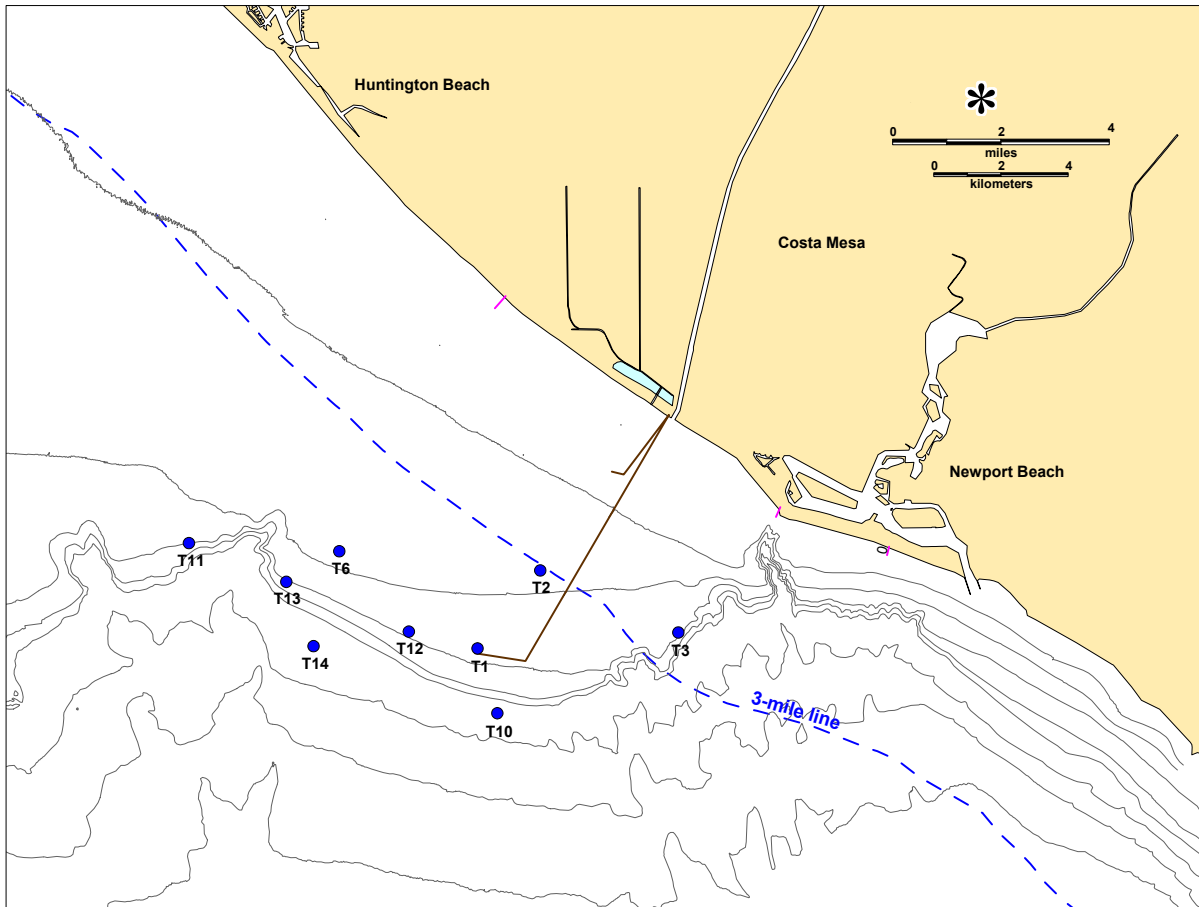 Huntington Beach
0 2 4
miles
0 2 4
kilometers
Costa Mesa
Newport Beach
T11
T6
T2
T13
T12
T3
T14
T1
T10
3-mile line